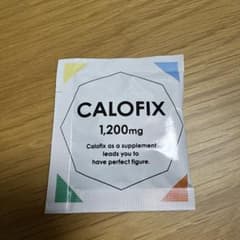 CALOFIX
1,200mg
Calofix as a supplement
leads you to
have perfect figure.